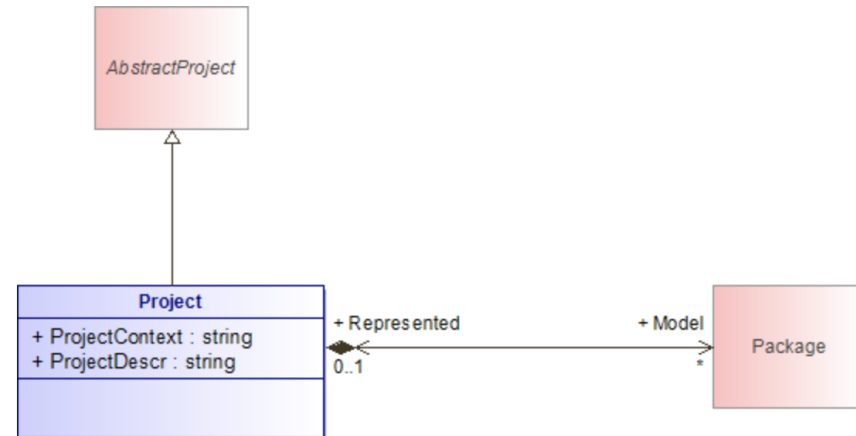 AbstractProject
Project
+ ProjectContext : string
+ ProjectDescr : string
+ Represented
0..1
+ Model
*
Package